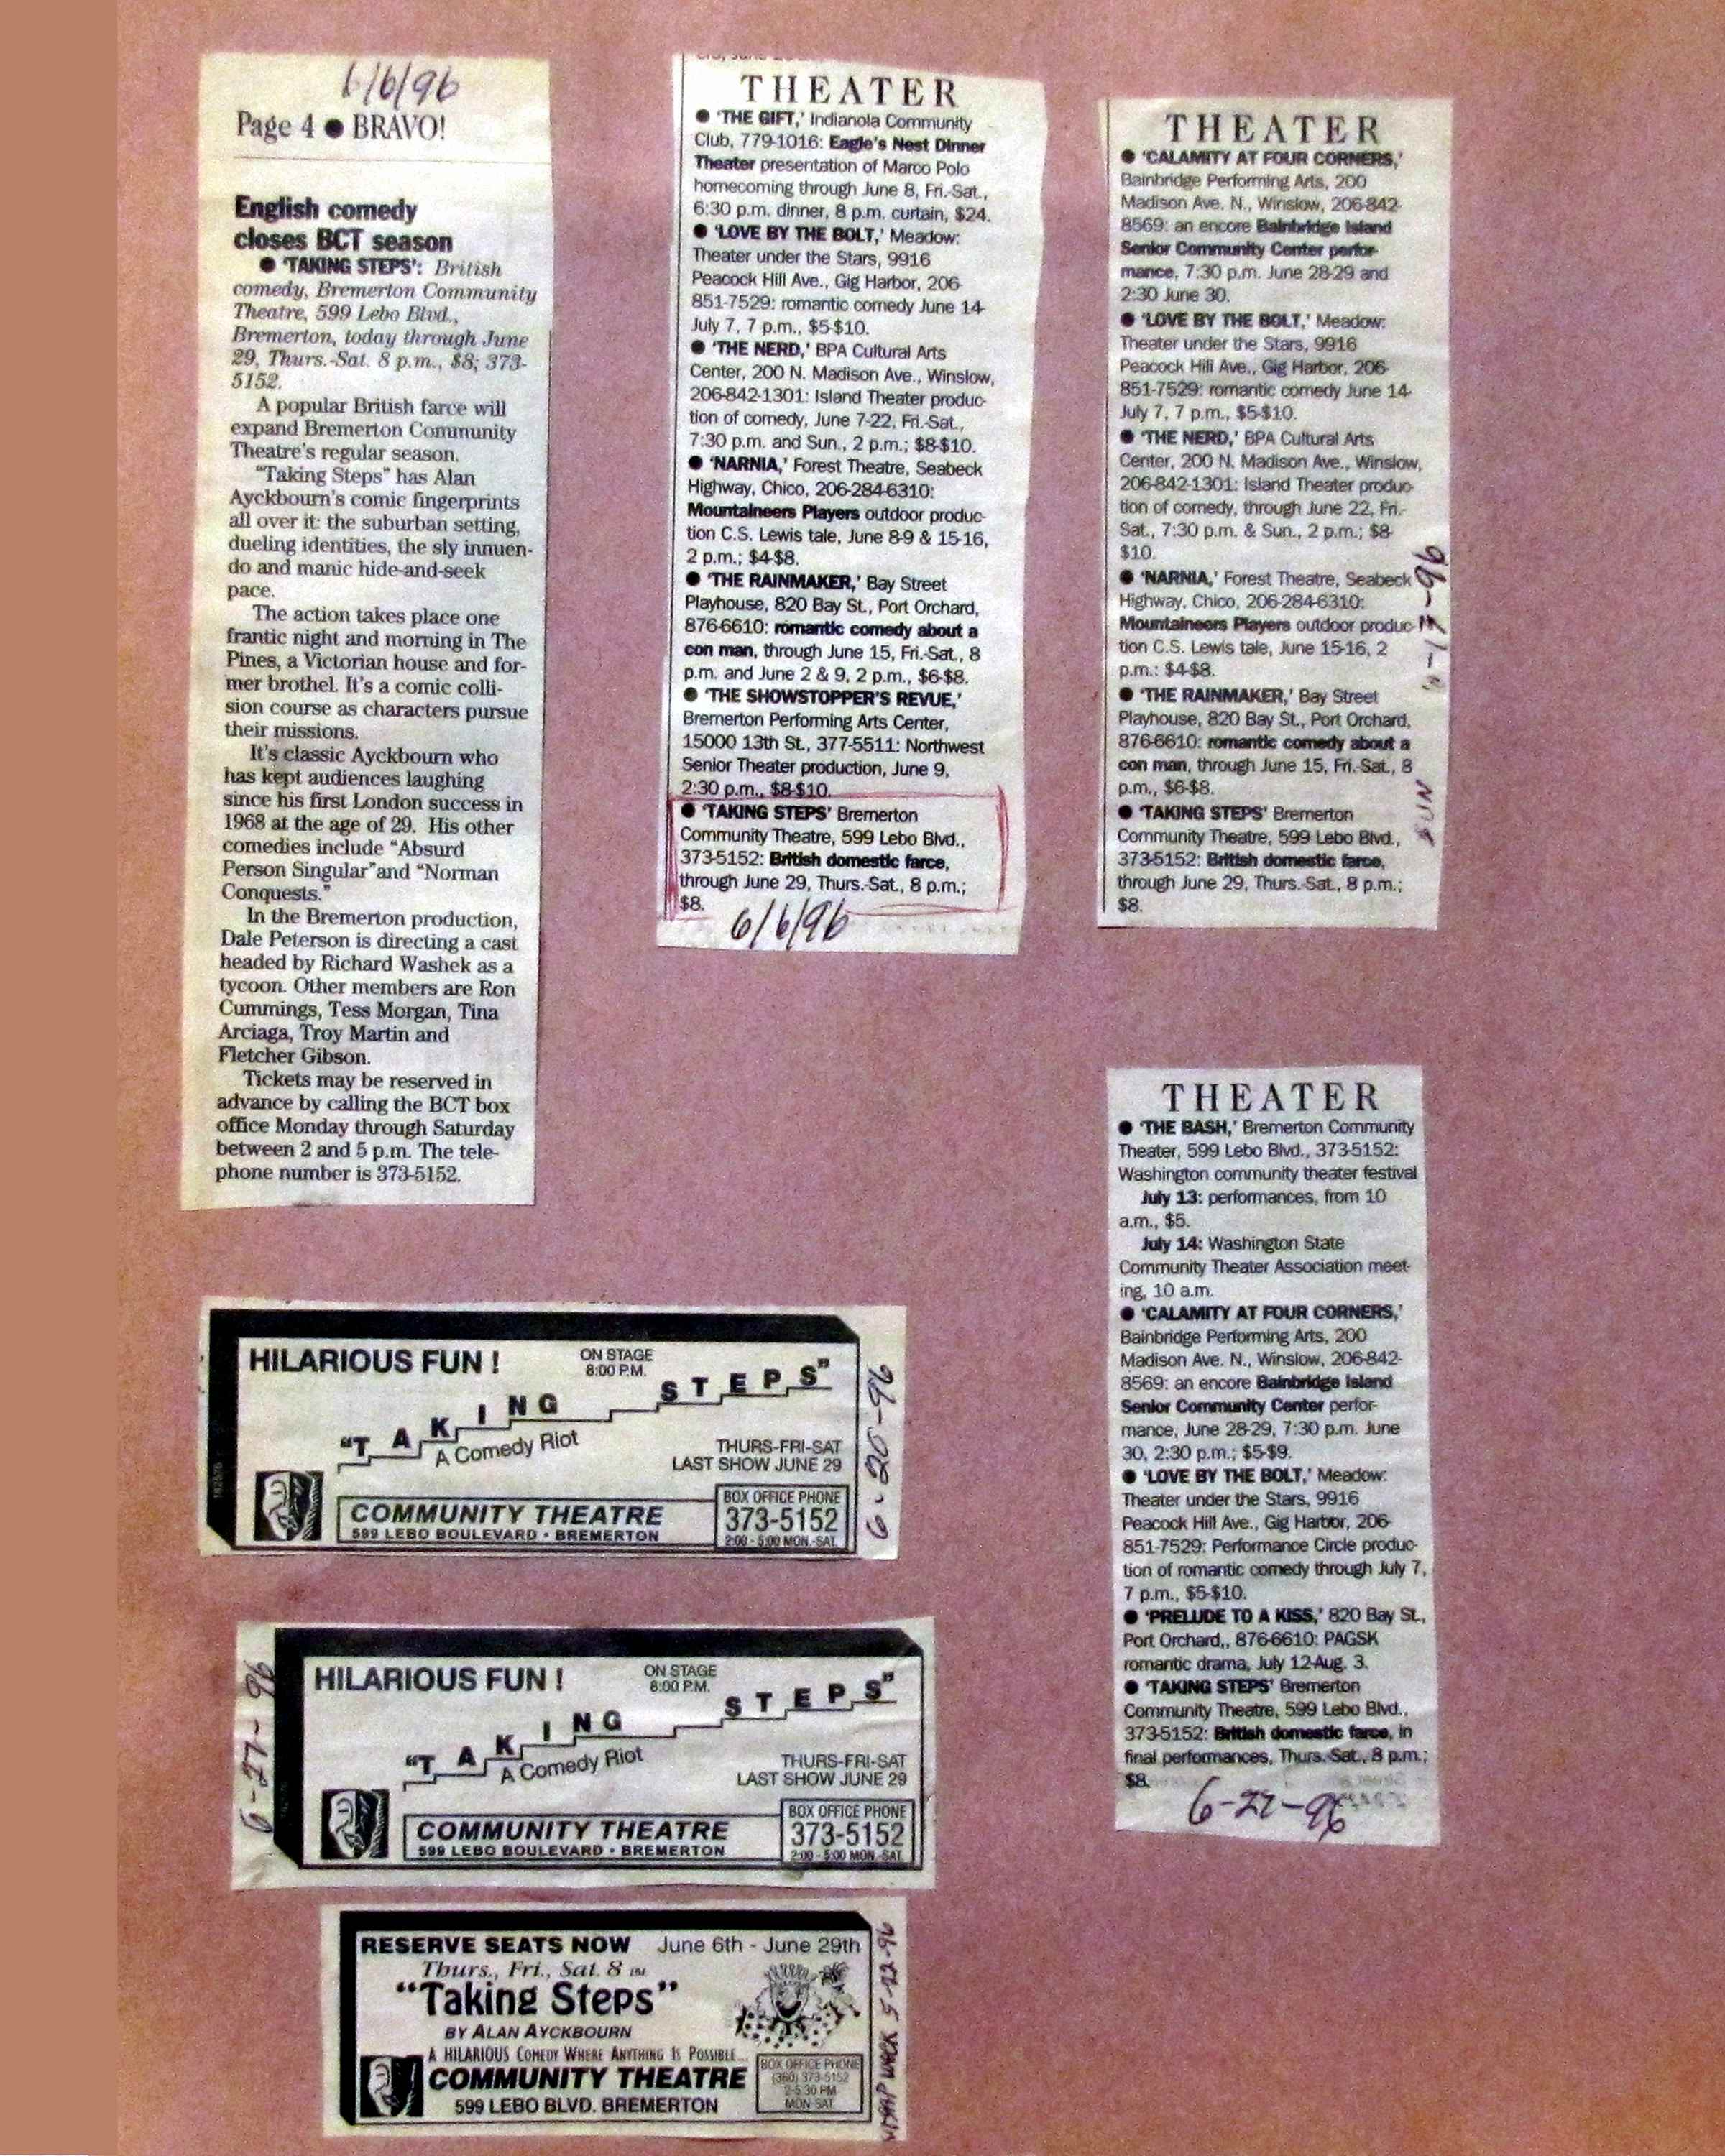 6/6/96
Page 4 ● BRAVO!
English comedy
closes BCT season
● 'TAKING STEPS': British
comedy, Bremerton Community
Theatre, 599 Lebo Blvd.,
Bremerton, today through June
29, Thurs.-Sat. 8 p.m., $8; 373-
5152.
A popular British farce will
expand Bremerton Community
Theatre's regular season.
"Taking Steps" has Alan
Ayckbourn's comic fingerprints
all over it: the suburban setting,
dueling identities, the sly innuen-
do and manic hide-and-seek
pace.
The action takes place one
frantic night and morning in The
Pines, a Victorian house and for-
mer brothel. It's a comic colli-
sion course as characters pursue
their missions.
It's classic Ayckbourn who
has kept audiences laughing
since his first London success in
1968 at the age of 29. His other
comedies include "Absurd
Person Singular"and "Norman
Conquests."
In the Bremerton production,
Dale Peterson is directing a cast
headed by Richard Washek as a
tycoon. Other members are Ron
Cummings, Tess Morgan, Tina
Arciaga, Troy Martin and
Fletcher Gibson.
Tickets may be reserved in
advance by calling the BCT box
office Monday through Saturday
between 2 and 5 p.m. The tele-
phone number is 373-5152.
THEATER
● 'THE GIFT,' Indianola Community
Club, 779-1016: Eagle's Nest Dinner
Theater presentation of Marco Polo
homecoming through June 8, Fri.-Sat.,
6:30 p.m. dinner, 8 p.m. curtain, $24.
● 'LOVE BY THE BOLT,' Meadow:
Theater under the Stars, 9916
Peacock Hill Ave., Gig Harbor, 206-
851-7529: romantic comedy June 14-
July 7, 7 p.m., $5-$10.
● 'THE NERD,' BPA Cultural Arts
Center, 200 N. Madison Ave., Winslow,
206-842-1301: Island Theater produc-
tion of comedy, June 7-22, Fri.-Sat.,
7:30 p.m. and Sun., 2 p.m.; $8-$10.
● 'NARNIA,' Forest Theatre, Seabeck
Highway, Chico, 206-284-6310:
Mountaineers Players outdoor produc-
tion C.S. Lewis tale, June 8-9 & 15-16,
2 p.m.; $4-$8.
● 'THE RAINMAKER,' Bay Street
Playhouse, 820 Bay St., Port Orchard,
876-6610: romantic comedy about a
con man, through June 15, Fri.-Sat., 8
p.m. and June 2 & 9, 2 p.m., $6-$8.
● 'THE SHOWSTOPPER'S REVUE,'
Bremerton Performing Arts Center,
15000 13th St., 377-5511: Northwest
Senior Theater production, June 9,
2:30 p.m., $8-$10.
● 'TAKING STEPS' Bremerton
Community Theatre, 599 Lebo Blvd.,
373-5152: British domestic farce,
through June 29, Thurs.-Sat., 8 p.m.;
$8.
6/6/96
THEATER
● 'CALAMITY AT FOUR CORNERS,'
Bainbridge Performing Arts, 200
Madison Ave. N., Winslow, 206-842-
8569: an encore Bainbridge Island
Senior Community Center perfor-
mance, 7:30 p.m. June 28-29 and
2:30 June 30.
● 'LOVE BY THE BOLT,' Meadow:
Theater under the Stars, 9916
Peacock Hill Ave., Gig Harbor, 206-
851-7529: romantic comedy June 14-
July 7, 7 p.m., $5-$10.
● 'THE NERD,' BPA Cultural Arts
Center, 200 N. Madison Ave., Winslow,
206-842-1301: Island Theater produc-
tion of comedy, through June 22, Fri.-
Sat., 7:30 p.m. & Sun., 2 p.m.; $8-
$10.
● 'NARNIA,' Forest Theatre, Seabeck
Highway, Chico, 206-284-6310:
Mountaineers Players outdoor produc-
tion C.S. Lewis tale, June 15-16, 2
p.m.: $4-$8.
● 'THE RAINMAKER,' Bay Street
Playhouse, 820 Bay St., Port Orchard,
876-6610: romantic comedy about a
con man, through June 15, Fri.-Sat., 8
p.m., $6-$8.
● 'TAKING STEPS' Bremerton
Community Theatre, 599 Lebo Blvd.,
373-5152: British domestic farce,
through June 29, Thurs.-Sat., 8 p.m.;
$8.
SUN
THEATER
● 'THE BASH,' Bremerton Community
Theater, 599 Lebo Blvd., 373-5152:
Washington community theater festival
July 13: performances, from 10
a.m., $5.
July 14: Washington State
Community Theater Association meet-
ing, 10 a.m.
● 'CALAMITY AT FOUR CORNERS,'
Bainbridge Performing Arts, 200
Madison Ave. N., Winslow, 206-842-
8569: an encore Bainbridge Island
Senior Community Center perfor-
mance, June 28-29, 7:30 p.m. June
30, 2:30 p.m.; $5-$9.
● 'LOVE BY THE BOLT,' Meadow:
Theater under the Stars, 9916
Peacock Hill Ave., Gig Harbor, 206-
851-7529: Performance Circle produc-
tion of romantic comedy through July 7,
7 p.m., $5-$10.
● 'PRELUDE TO A KISS,' 820 Bay St.,
Port Orchard,, 876-6610: PAGSK
romantic drama, July 12-Aug. 3.
● 'TAKING STEPS' Bremerton
Community Theatre, 599 Lebo Blvd.,
373-5152: British domestic farce, in
final performances, Thurs.-Sat., 8 p.m.;
$8.
6-27-96
HILARIOUS FUN !
ON STAGE
8:00 P.M.
"TAKING STEPS"
A Comedy Riot
THURS-FRI-SAT
LAST SHOW JUNE 29
COMMUNITY THEATRE
599 LEBO BOULEVARD · BREMERTON
BOX OFFICE PHONE
373-5152
2:00 - 5:00 MON.-SAT.
6-20-96
6-27-96
HILARIOUS FUN !
ON STAGE
8:00 P.M.
"TAKING STEPS"
A Comedy Riot
THURS-FRI-SAT
LAST SHOW JUNE 29
COMMUNITY THEATRE
599 LEBO BOULEVARD · BREMERTON
BOX OFFICE PHONE
373-5152
2:00 - 5:00 MON.-SAT.
RESERVE SEATS NOW June 6th - June 29th
Thurs., Fri., Sat. 8 PM
"Taking Steps"
BY ALAN AYCKBOURN
A HILARIOUS COMEDY WHERE ANYTHING IS POSSIBLE...
COMMUNITY THEATRE
599 LEBO BLVD. BREMERTON
BOX OFFICE PHONE
(360) 373-5152
2-5:30 PM
MON-SAT
5-22-96